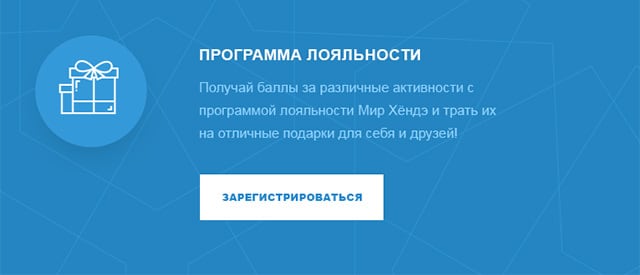 ПРОГРАММА ЛОЯЛЬНОСТИ
Получай баллы за различные активности с
программой лояльности Мир Хёндэ и трать их
на отличные подарки для себя и друзей!
ЗАРЕГИСТРИРОВАТЬСЯ